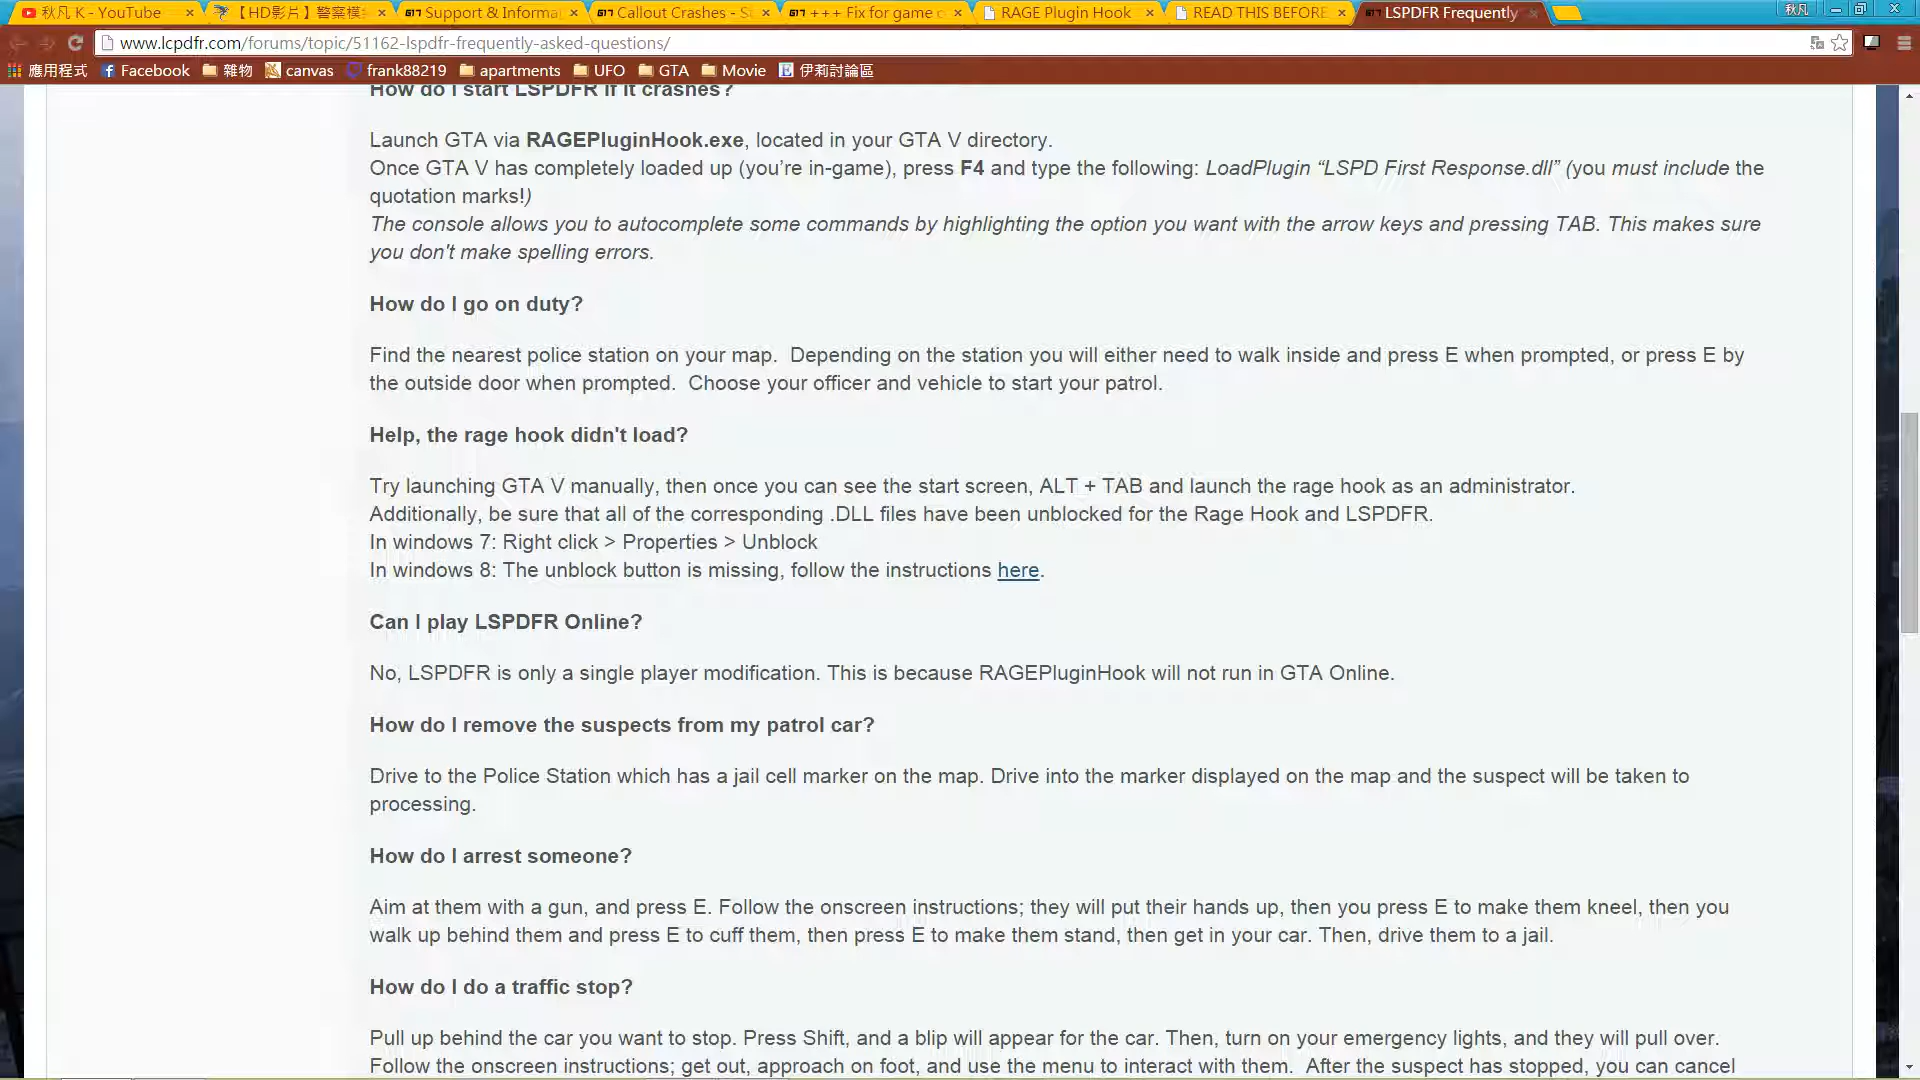 秋凡 K - YouTube
【HD影片】警察模
Support & Informa
Callout Crashes - S
+++ Fix for game c
RAGE Plugin Hook
READ THIS BEFORE
LSPDFR Frequently
秋凡
www.lcpdfr.com/forums/topic/51162-lspdfr-frequently-asked-questions/
應用程式 Facebook 雜物 canvas frank88219 apartments UFO GTA Movie 伊莉討論區
How do I start LSPDFR if it crashes?
Launch GTA via RAGEPluginHook.exe, located in your GTA V directory.
Once GTA V has completely loaded up (you’re in-game), press F4 and type the following: LoadPlugin “LSPD First Response.dll” (you must include the
quotation marks!)
The console allows you to autocomplete some commands by highlighting the option you want with the arrow keys and pressing TAB. This makes sure
you don't make spelling errors.
How do I go on duty?
Find the nearest police station on your map.  Depending on the station you will either need to walk inside and press E when prompted, or press E by
the outside door when prompted.  Choose your officer and vehicle to start your patrol.
Help, the rage hook didn't load?
Try launching GTA V manually, then once you can see the start screen, ALT + TAB and launch the rage hook as an administrator.
Additionally, be sure that all of the corresponding .DLL files have been unblocked for the Rage Hook and LSPDFR.
In windows 7: Right click > Properties > Unblock
In windows 8: The unblock button is missing, follow the instructions here.
Can I play LSPDFR Online?
No, LSPDFR is only a single player modification. This is because RAGEPluginHook will not run in GTA Online.
How do I remove the suspects from my patrol car?
Drive to the Police Station which has a jail cell marker on the map. Drive into the marker displayed on the map and the suspect will be taken to
processing.
How do I arrest someone?
Aim at them with a gun, and press E. Follow the onscreen instructions; they will put their hands up, then you press E to make them kneel, then you
walk up behind them and press E to cuff them, then press E to make them stand, then get in your car. Then, drive them to a jail.
How do I do a traffic stop?
Pull up behind the car you want to stop. Press Shift, and a blip will appear for the car. Then, turn on your emergency lights, and they will pull over.
Follow the onscreen instructions; get out, approach on foot, and use the menu to interact with them.  After the suspect has stopped, you can cancel